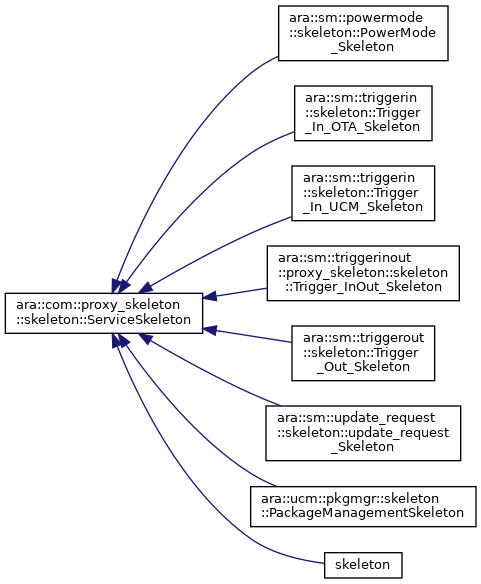 ara::sm::powermode
::skeleton::PowerMode
_Skeleton
ara::sm::triggerin
::skeleton::Trigger
_In_OTA_Skeleton
ara::sm::triggerin
::skeleton::Trigger
_In_UCM_Skeleton
ara::sm::triggerinout
::proxy_skeleton::skeleton
::Trigger_InOut_Skeleton
ara::com::proxy_skeleton
::skeleton::ServiceSkeleton
ara::sm::triggerout
::skeleton::Trigger
_Out_Skeleton
ara::sm::update_request
::skeleton::update_request
_Skeleton
ara::ucm::pkgmgr::skeleton
::PackageManagementSkeleton
skeleton